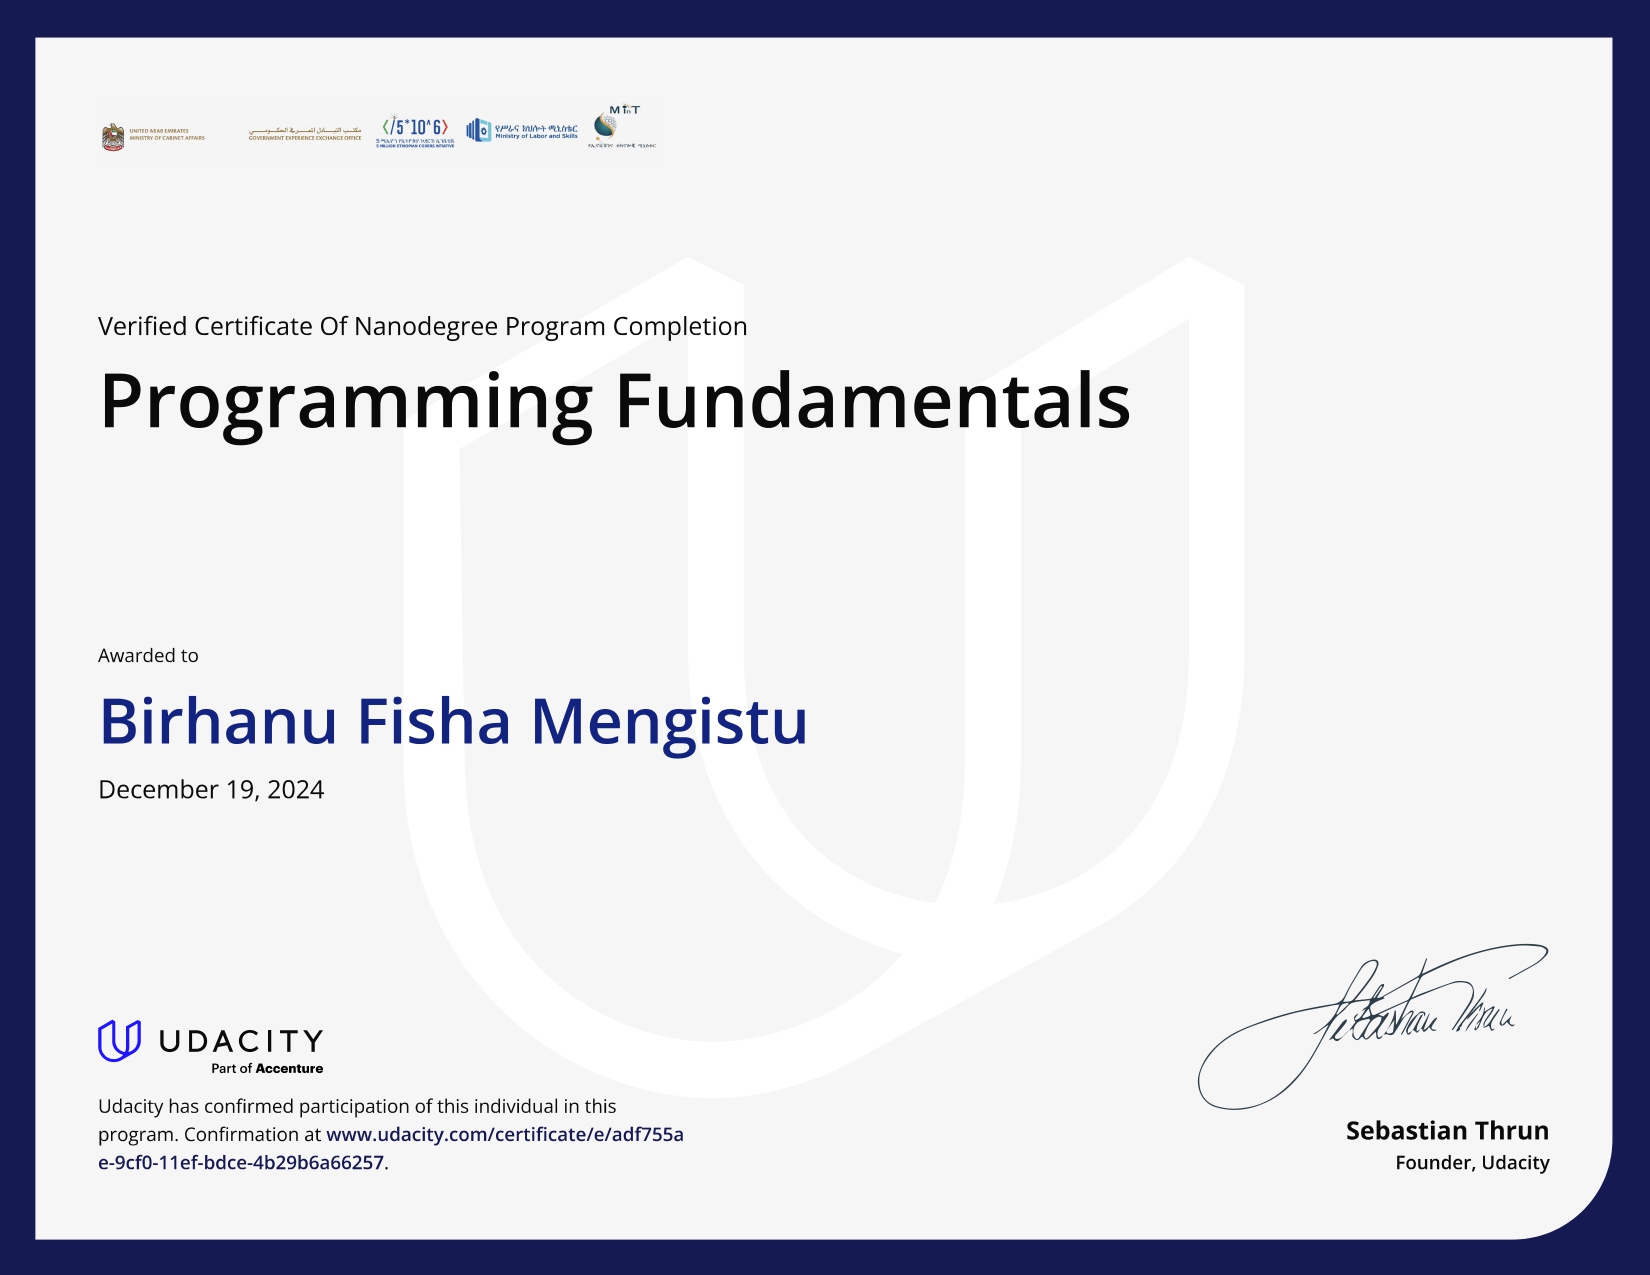 UNITED ARAB EMIRATES
MINISTRY OF CABINET AFFAIRS
مكتب التبادل المعرفي الحكومي
GOVERNMENT EXPERIENCE EXCHANGE OFFICE
</5*10^6>
5 MILLION ETHIOPIAN CODERS INITIATIVE
የሥራና ክህሎት ሚኒስቴር
Ministry of Labor and Skills
MinT
Verified Certificate Of Nanodegree Program Completion
Programming Fundamentals
Awarded to
Birhanu Fisha Mengistu
December 19, 2024
UDACITY
Part of Accenture
Udacity has confirmed participation of this individual in this
program. Confirmation at www.udacity.com/certificate/e/adf755a
e-9cf0-11ef-bdce-4b29b6a66257.
Sebastian Thrun
Sebastian Thrun
Founder, Udacity